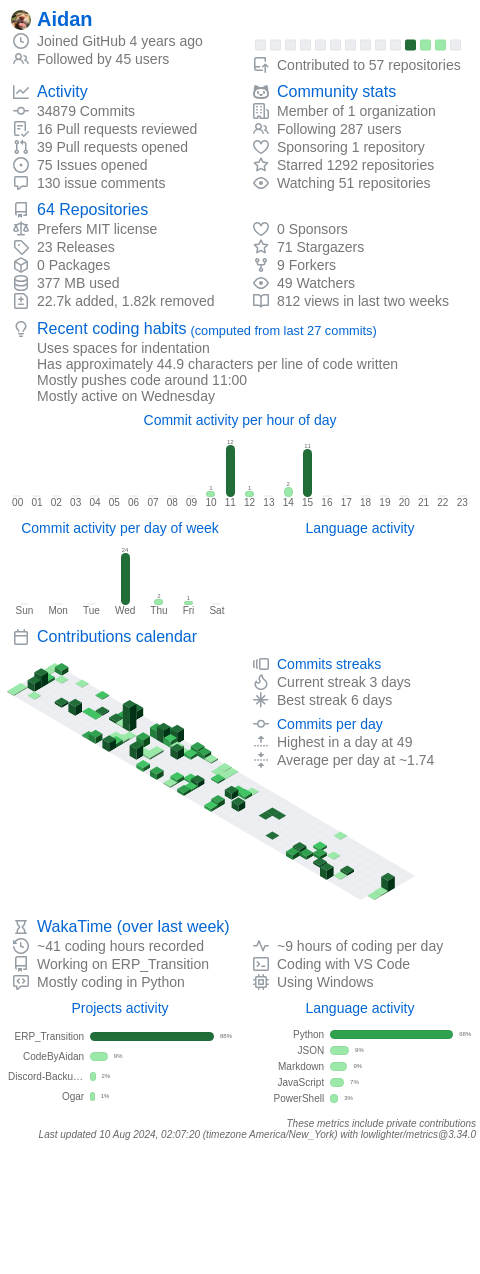 Aidan
Joined GitHub 4 years ago
Followed by 45 users
Contributed to 57 repositories
Activity
34879 Commits
16 Pull requests reviewed
39 Pull requests opened
75 Issues opened
130 issue comments
Community stats
Member of 1 organization
Following 287 users
Sponsoring 1 repository
Starred 1292 repositories
Watching 51 repositories
64 Repositories
Prefers MIT license
23 Releases
0 Packages
377 MB used
22.7k added, 1.82k removed
0 Sponsors
71 Stargazers
9 Forkers
49 Watchers
812 views in last two weeks
Recent coding habits (computed from last 27 commits)
Uses spaces for indentation
Has approximately 44.9 characters per line of code written
Mostly pushes code around 11:00
Mostly active on Wednesday
Commit activity per hour of day
1 12 1 2 11
00 01 02 03 04 05 06 07 08 09 10 11 12 13 14 15 16 17 18 19 20 21 22 23
Commit activity per day of week
24 2 1
Sun Mon Tue Wed Thu Fri Sat
Language activity
Contributions calendar
Commits streaks
Current streak 3 days
Best streak 6 days
Commits per day
Highest in a day at 49
Average per day at ~1.74
WakaTime (over last week)
~41 coding hours recorded
Working on ERP_Transition
Mostly coding in Python
~9 hours of coding per day
Coding with VS Code
Using Windows
Projects activity
ERP_Transition 88%
CodeByAidan 9%
Discord-Backu... 2%
Ogar 1%
Language activity
Python 68%
JSON 9%
Markdown 9%
JavaScript 7%
PowerShell 3%
These metrics include private contributions
Last updated 10 Aug 2024, 02:07:20 (timezone America/New_York) with lowlighter/metrics@3.34.0